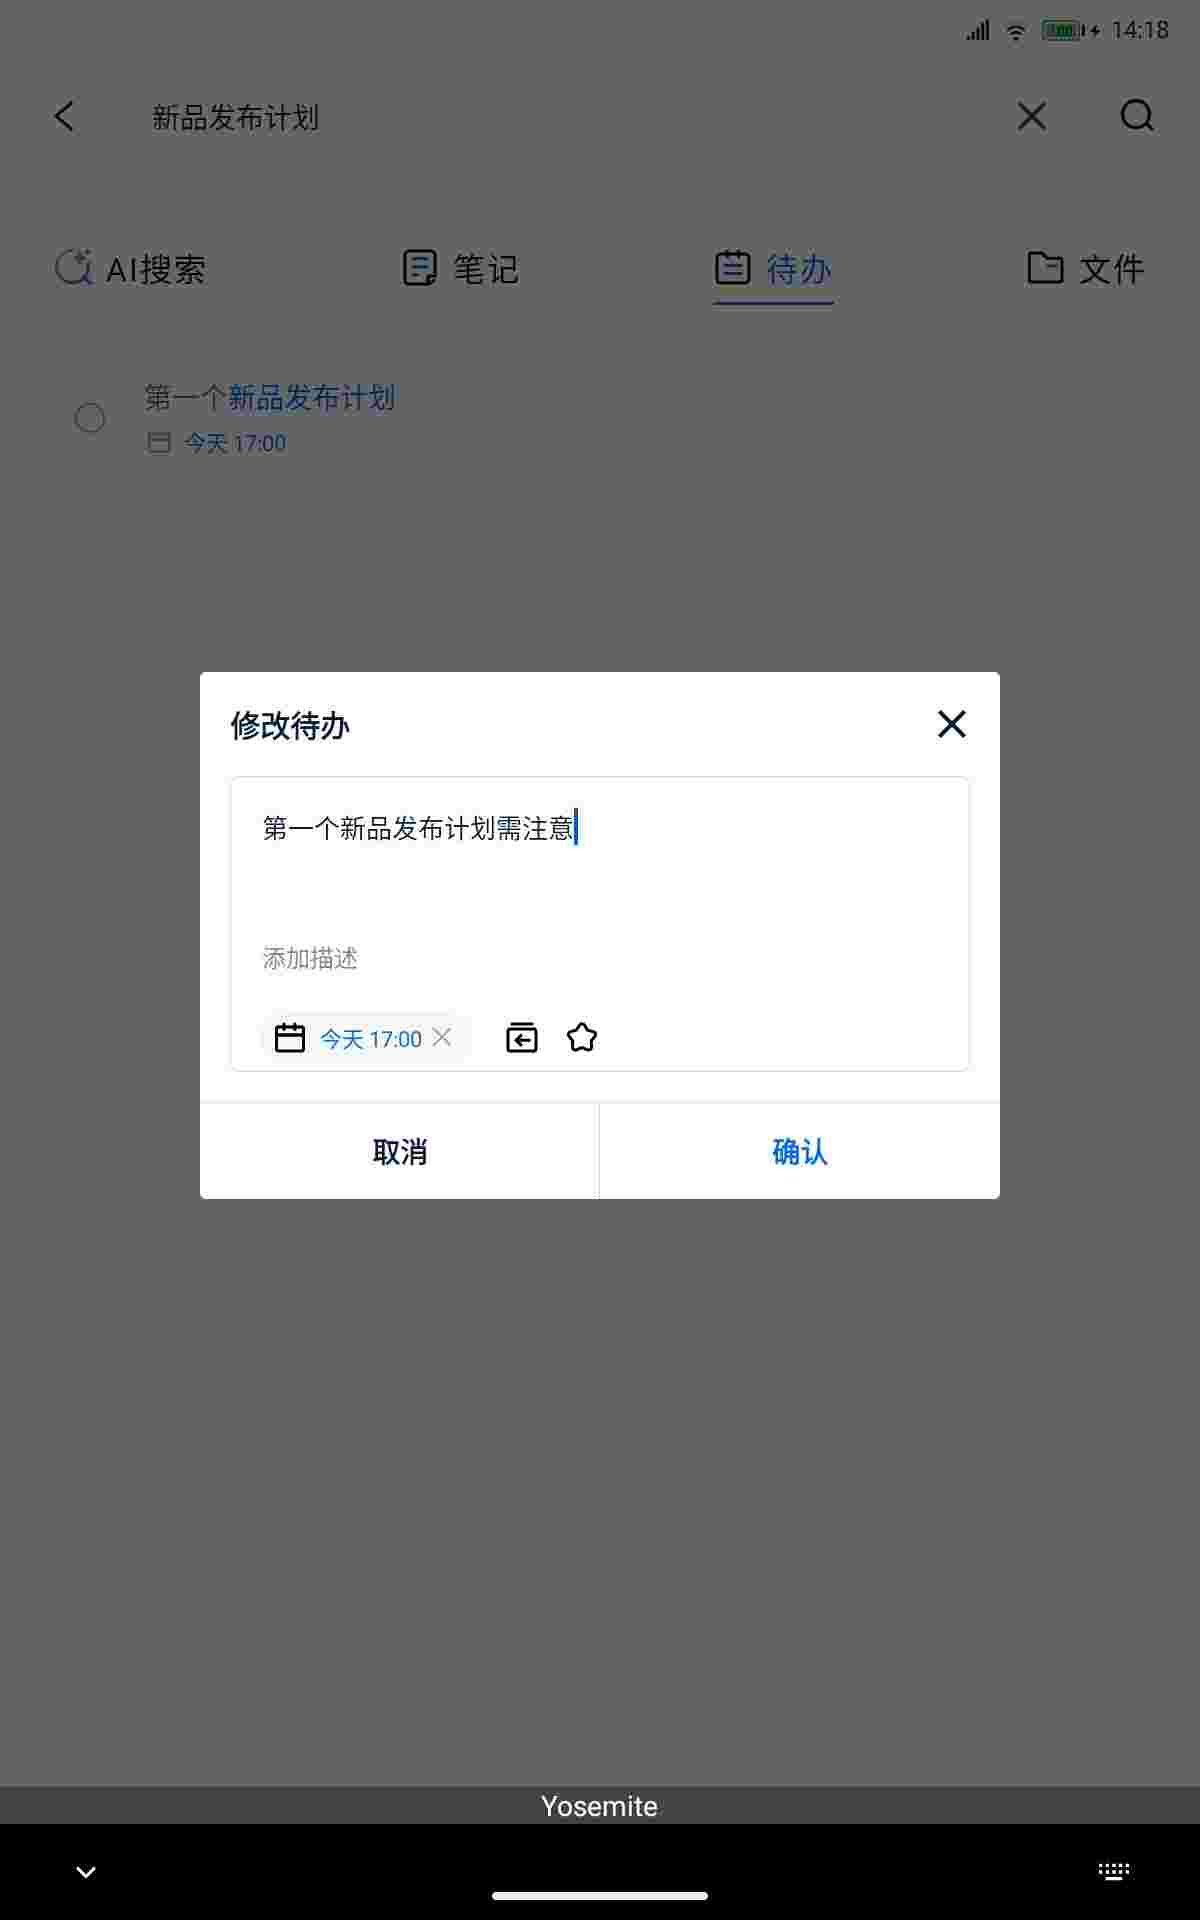 14:18
新品发布计划
AI搜索 笔记 待办 文件
第一个新品发布计划
今天 17:00
修改待办
第一个新品发布计划需注意
添加描述
今天 17:00
取消 确认
Yosemite